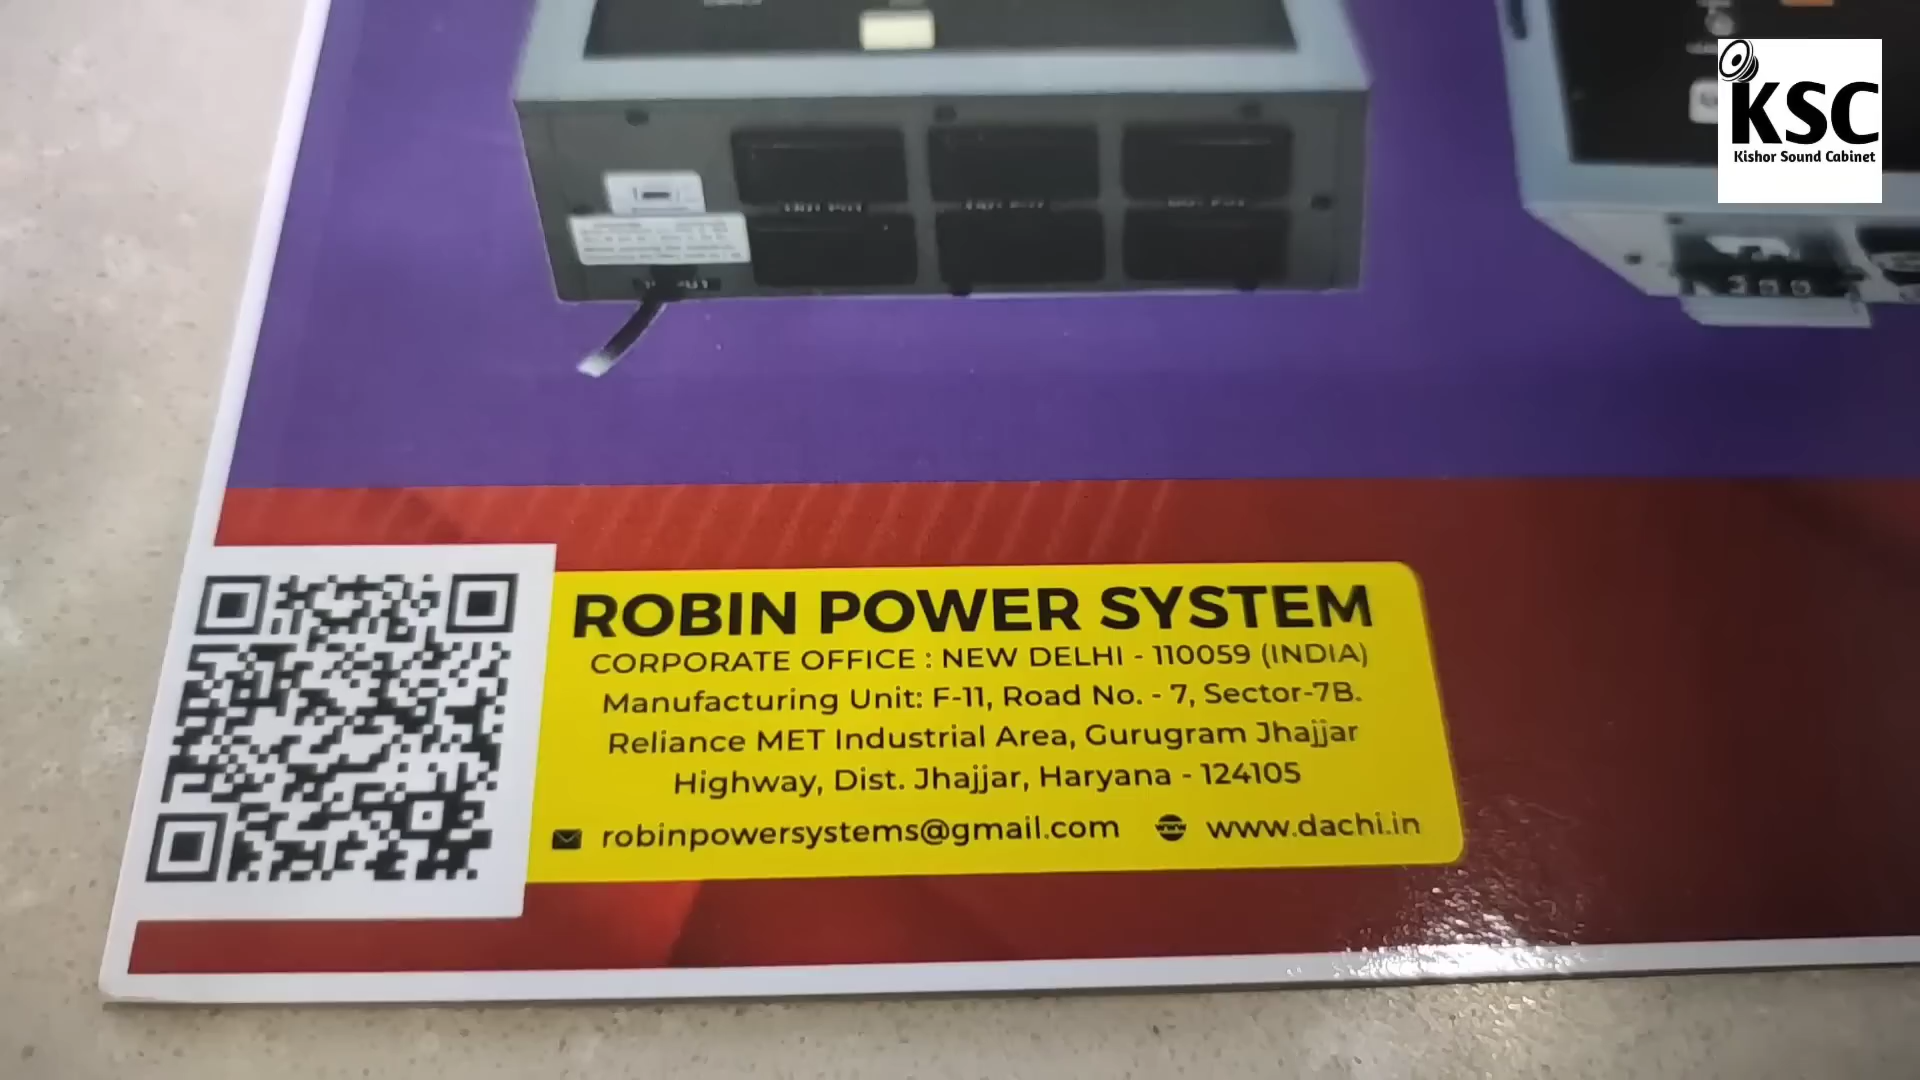 KSC
Kishor Sound Cabinet
ROBIN POWER SYSTEM
CORPORATE OFFICE : NEW DELHI - 110059 (INDIA)
Manufacturing Unit: F-11, Road No. - 7, Sector-7B.
Reliance MET Industrial Area, Gurugram Jhajjar
Highway, Dist. Jhajjar, Haryana - 124105
robinpowersystems@gmail.com www.dachi.in